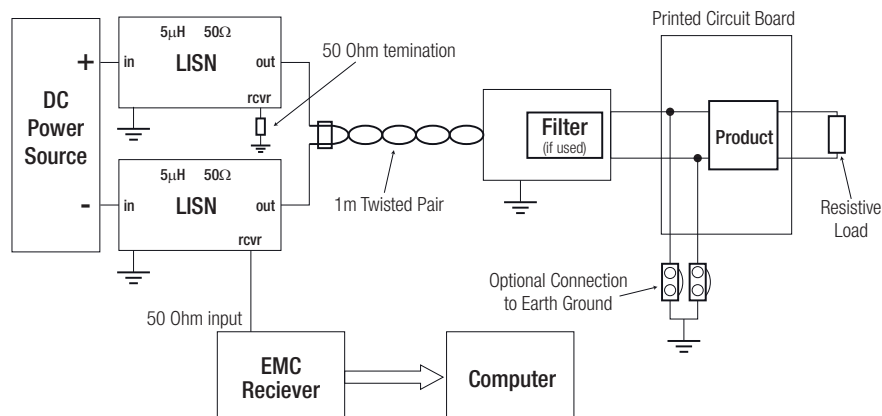 Printed Circuit Board
5µH 50Ω
LISN
+ in
out
rcvr
50 Ohm temination
DC
Power
Source
Filter
(if used)
Product
5µH 50Ω
LISN
- in
out
rcvr
1m Twisted Pair
Resistive
Load
Optional Connection
to Earth Ground
50 Ohm input
EMC
Reciever
Computer